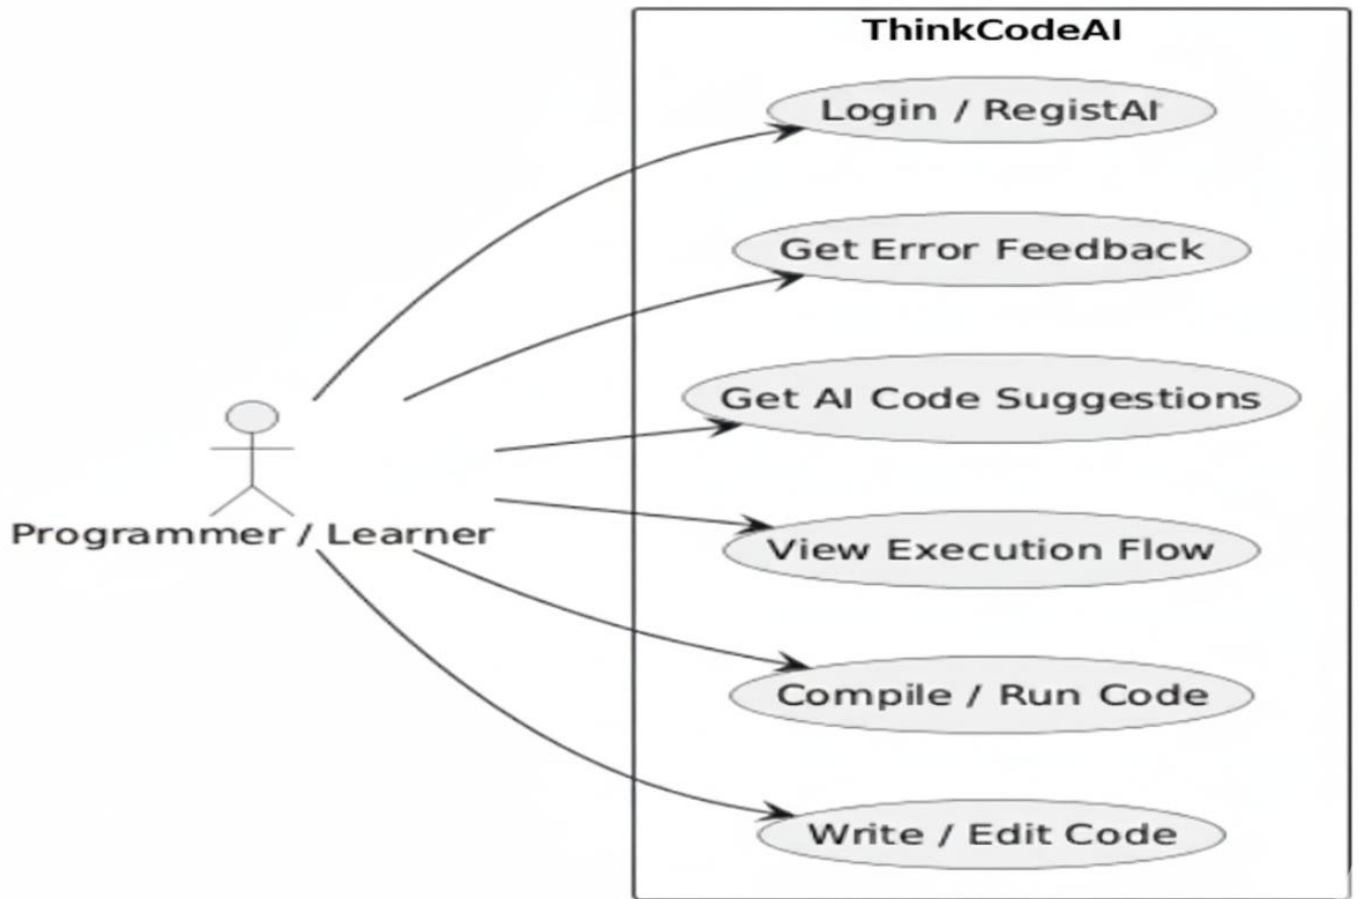 ThinkCodeAI
Login / RegistAI
Get Error Feedback
Get AI Code Suggestions
View Execution Flow
Programmer / Learner
Compile / Run Code
Write / Edit Code